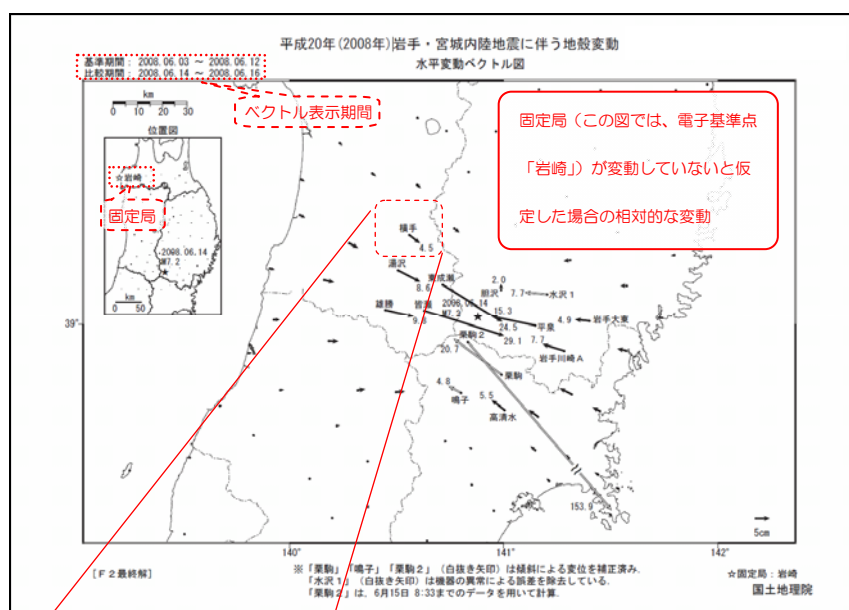 平成20年(2008年)岩手・宮城内陸地震に伴う地殻変動
水平変動ベクトル図
基準期間：2008.06.03 ～ 2008.06.12
比較期間：2008.06.14 ～ 2008.06.16
ベクトル表示期間
km
0 10 20 30
位置図
☆岩崎
固定局
2008.06.14
M7.2
km
0 50
固定局（この図では、電子基準点
「岩崎」）が変動していないと仮
定した場合の相対的な変動
横手
4.5
湯沢
8.6
東成瀬
2.0
胆沢
7.7
水沢1
雄勝
9.8
皆瀬
2008.06.14
M7.2
15.3
24.5
平泉
4.9
岩手大東
39°
栗駒2
29.1
7.7
岩手川崎A
20.7
栗駒
4.8
鳴子
5.5
高清水
153.9
5cm
140°
141°
142°
[F2最終解]
※「栗駒」「鳴子」「栗駒2」（白抜き矢印）は傾斜による変位を補正済み.
「水沢1」（白抜き矢印）は機器の異常による誤差を除去している.
「栗駒2」は、6月15日 8:33までのデータを用いて計算.
☆固定局：岩崎
国土地理院